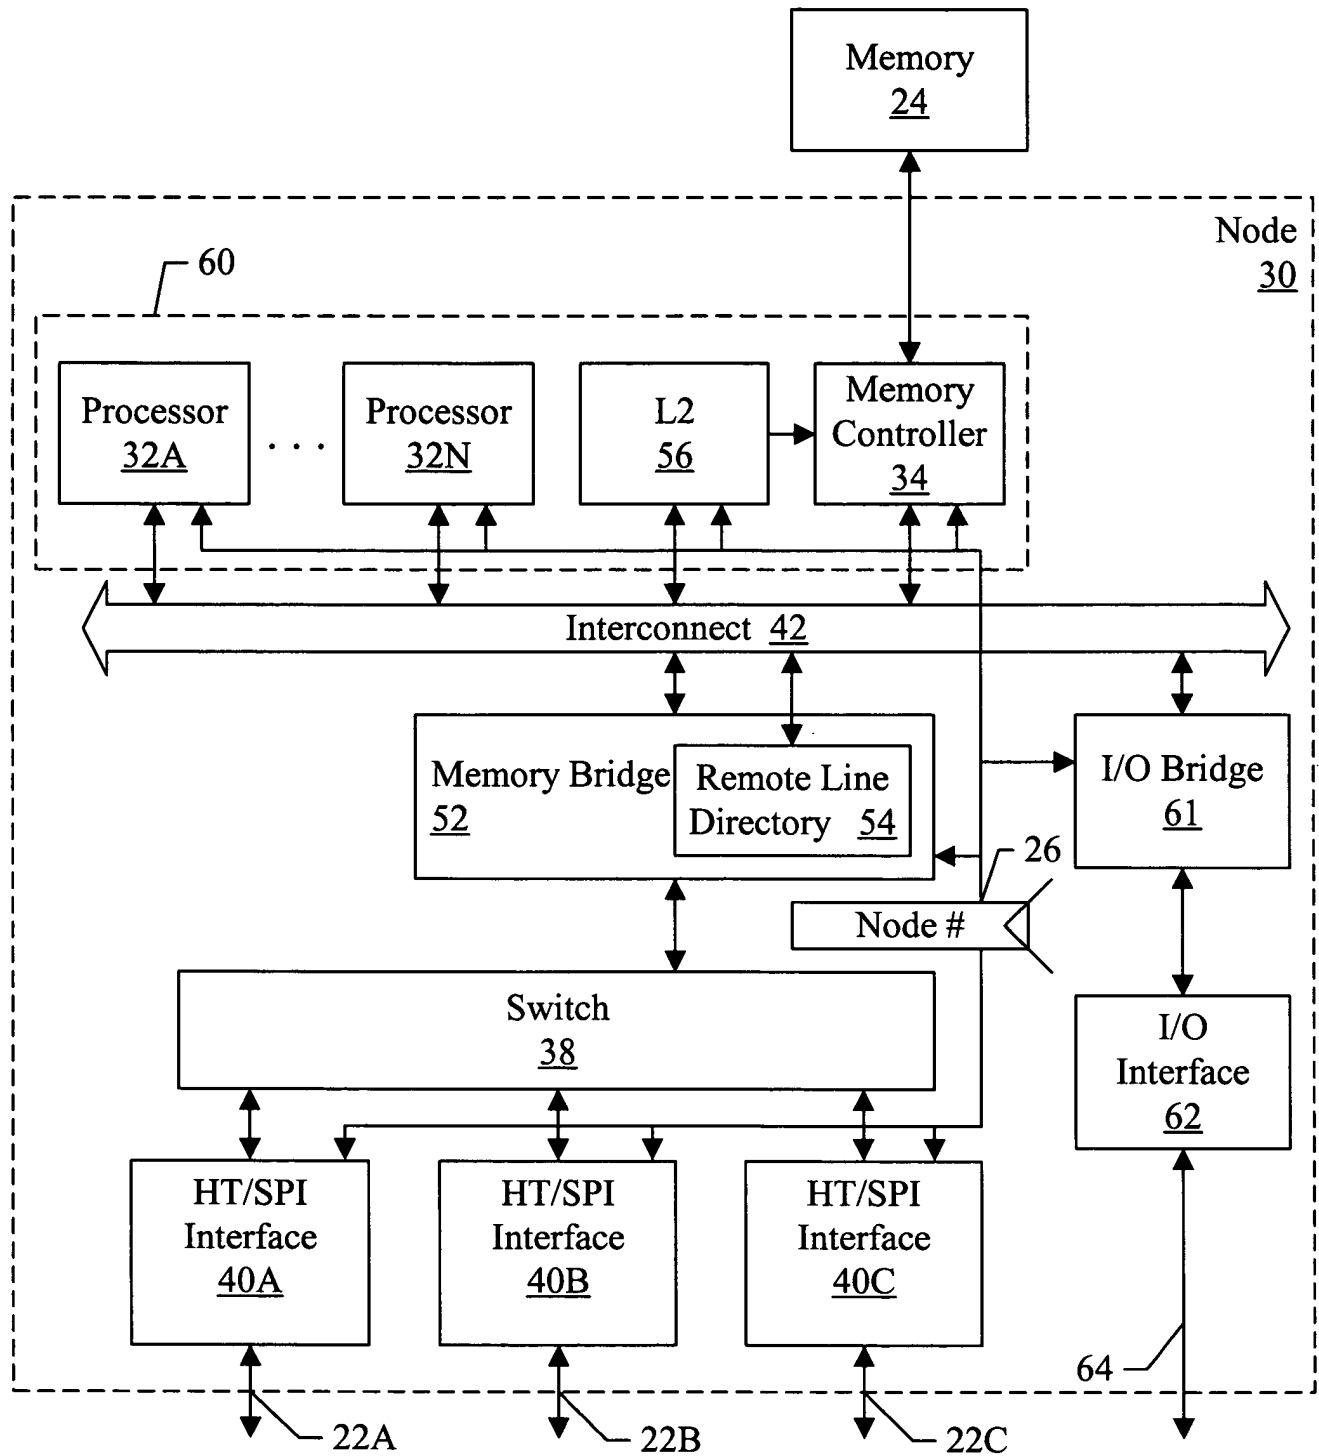 Memory
24
Node
30
60
Processor
32A
. . .
Processor
32N
L2
56
Memory
Controller
34
Interconnect 42
Memory Bridge
52
Remote Line
Directory 54
I/O Bridge
61
26
Node #
Switch
38
I/O
Interface
62
HT/SPI
Interface
40A
HT/SPI
Interface
40B
HT/SPI
Interface
40C
64
22A
22B
22C